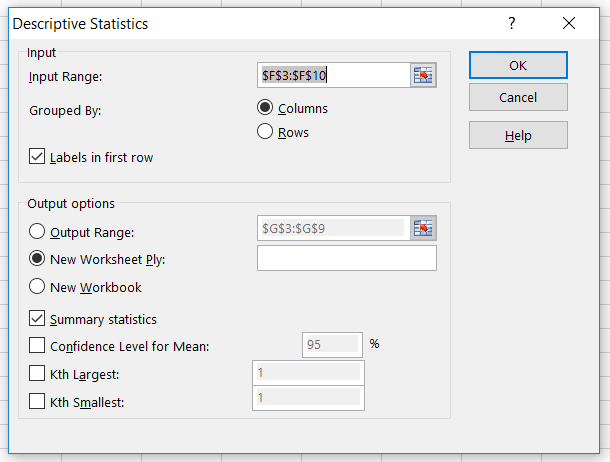 Descriptive Statistics ?
Input
Input Range: $F$3:$F$10
Grouped By: Columns
Rows
Labels in first row
OK
Cancel
Help
Output options
Output Range: $G$3:$G$9
New Worksheet Ply:
New Workbook
Summary statistics
Confidence Level for Mean: 95 %
Kth Largest: 1
Kth Smallest: 1